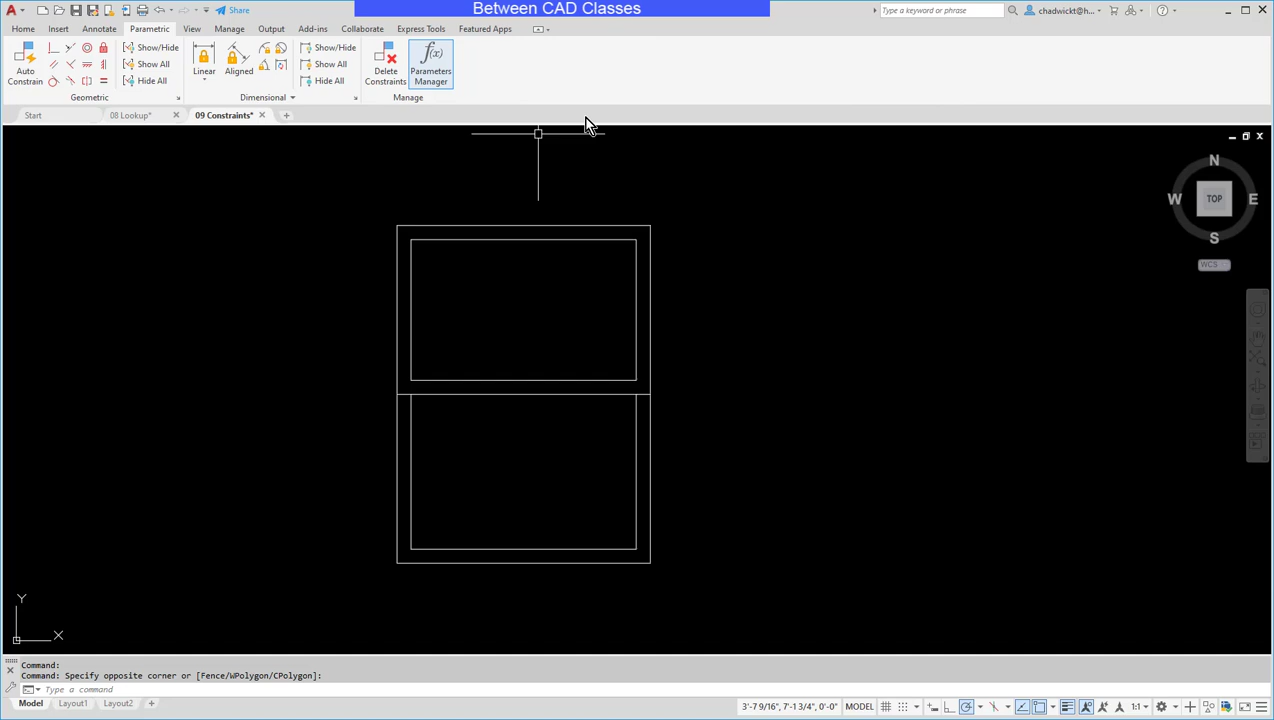 Between CAD Classes
Share
Type a keyword or phrase
chadwickt@h...
Home Insert Annotate Parametric View Manage Output Add-ins Collaborate Express Tools Featured Apps
Auto Constrain
Show/Hide
Show All
Hide All
Linear
Aligned
Show/Hide
Show All
Hide All
Delete Constraints
f(x)
Parameters Manager
Geometric
Dimensional
Manage
Start
08 Lookup*
09 Constraints*
N
W TOP E
S
WCS
Y
X
Command:
Command: Specify opposite corner or [Fence/WPolygon/CPolygon]:
Type a command
Model Layout1 Layout2
3'-7 9/16", 7'-1 3/4", 0'-0" MODEL
1:1